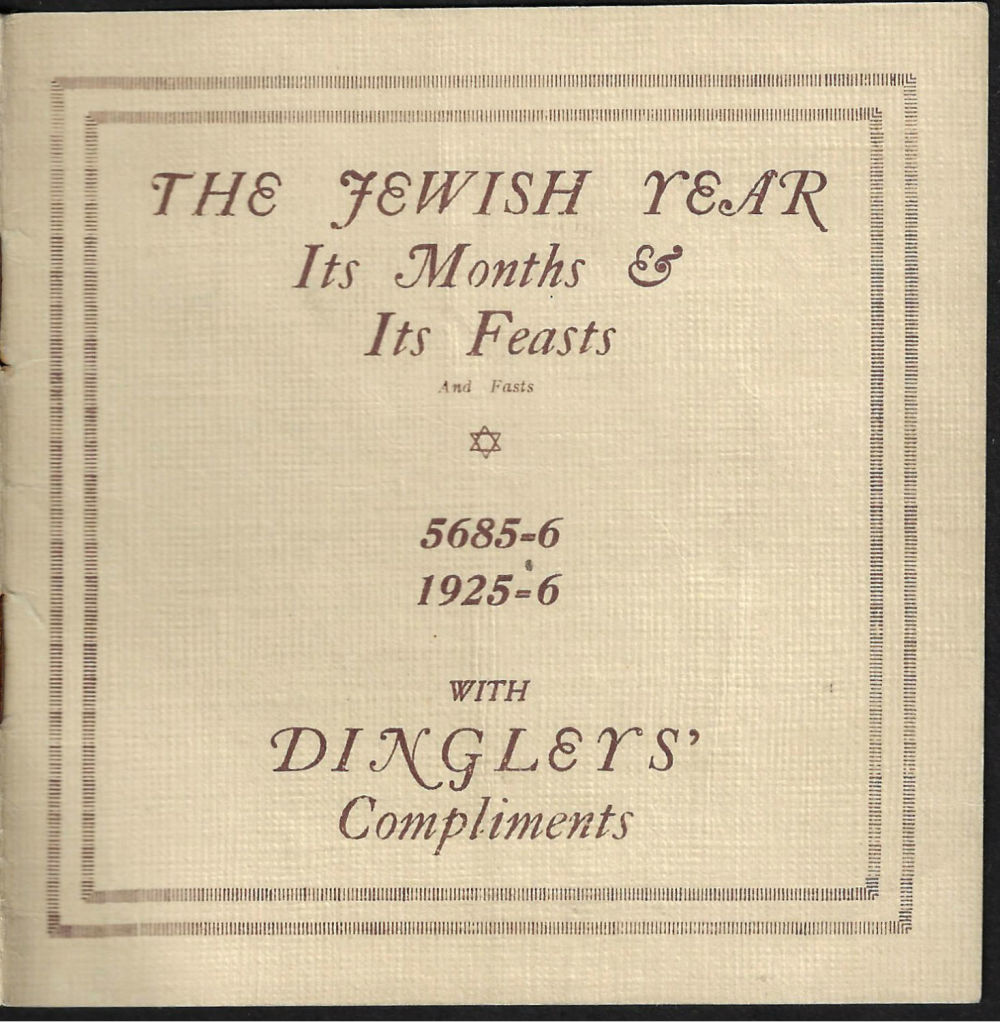 THE JEWISH YEAR
Its Months &
Its Feasts
And Fasts
5685=6
1925=6
WITH
DINGLEYS'
Compliments